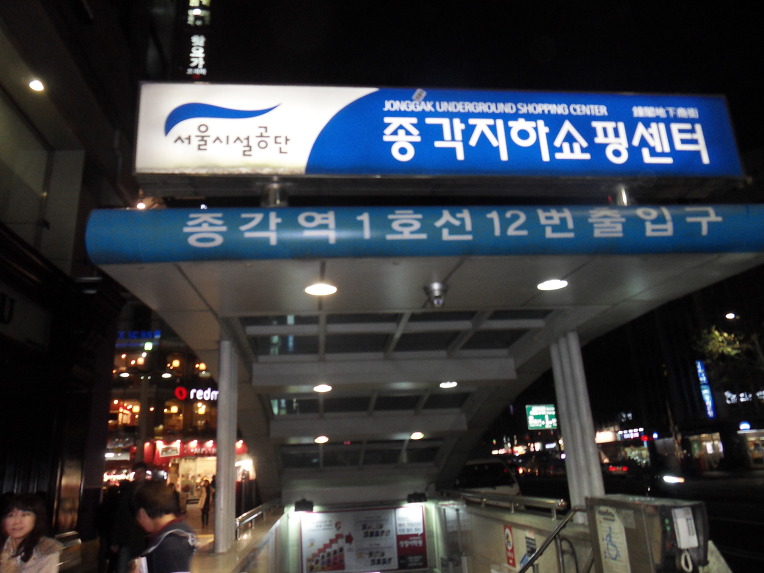 JONGGAK UNDERGROUND SHOPPING CENTER 鐘閣地下商街
서울시설공단
종각지하쇼핑센터
종각역 1호선 12번출입구
redm